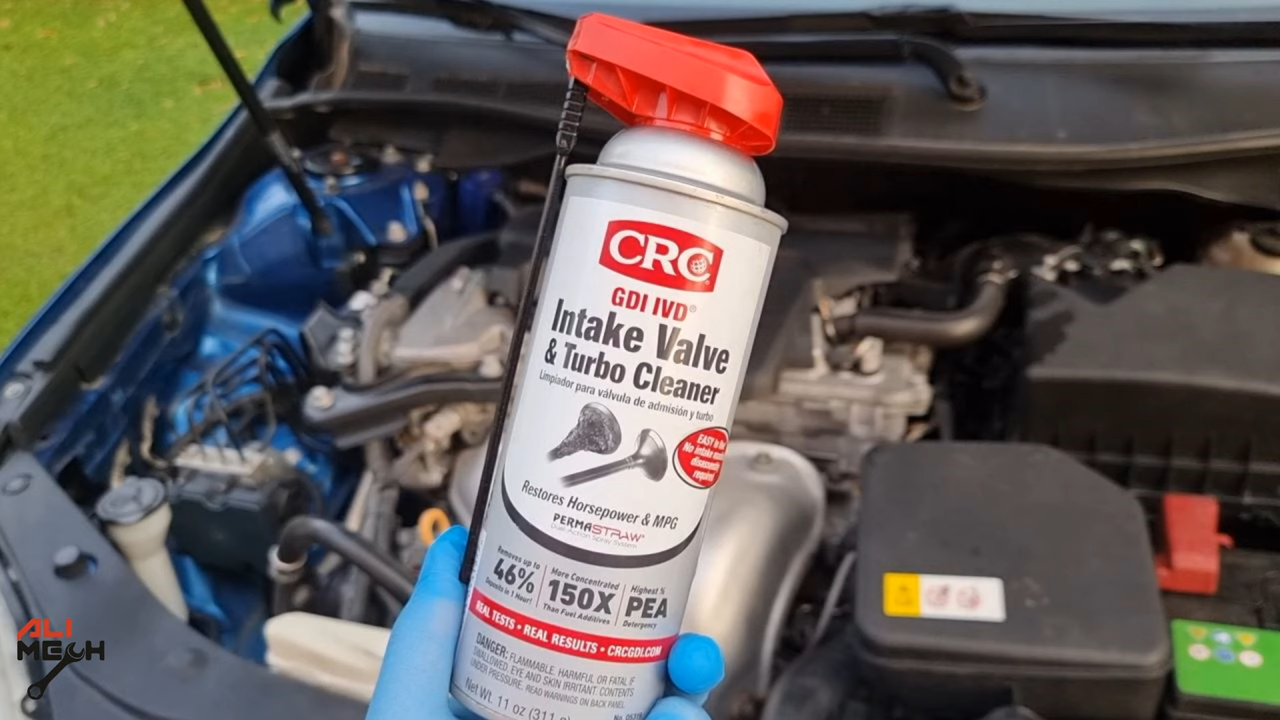 CRC
GDI IVD®
Intake Valve
& Turbo Cleaner
Limpiador para válvula de admisión y turbo
EASY to Use
No intake
disassembly
required
Restores Horsepower & MPG
PERMASTRAW®
Dual Action Spray System
Removes up to
46%
Deposits in 1 Hour!
More Concentrated
150X
Than Fuel Additives
Highest %
PEA
Detergency
REAL TESTS • REAL RESULTS • CRCGDI.COM
DANGER: FLAMMABLE. HARMFUL OR FATAL IF
SWALLOWED. EYE AND SKIN IRRITANT. CONTENTS
UNDER PRESSURE. READ WARNINGS ON BACK PANEL.
Net Wt. 11 oz (311 g)
ALI
MECH